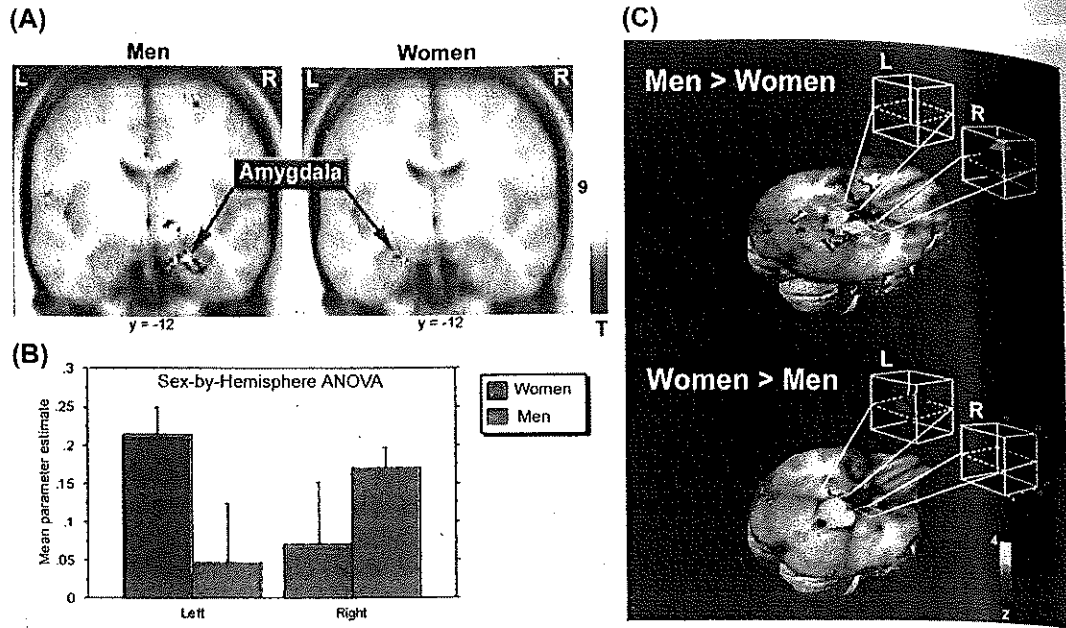 (A)
Men
Women
L
R
L
R
Amygdala
y = -12
y = -12
9
T
(B)
Sex-by-Hemisphere ANOVA
Mean parameter estimate
.3
.25
.2
.15
.1
.05
0
Left
Right
Women
Men
(C)
Men > Women
L
R
Women > Men
L
R
4
Z